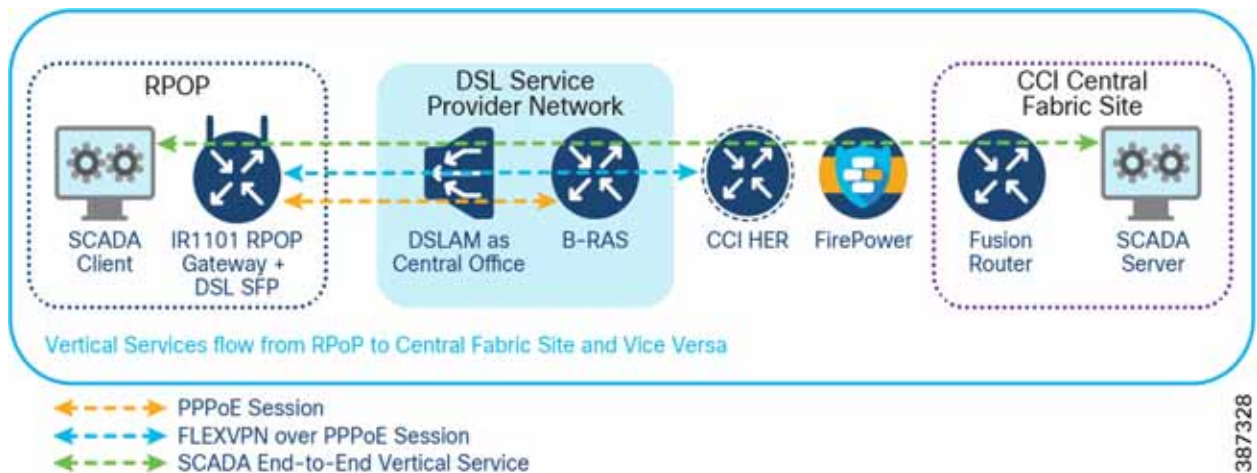 RPOP
DSL Service
Provider Network
CCI Central
Fabric Site
SCADA
Client
IR1101 RPOP
Gateway +
DSL SFP
DSLAM as
Central Office
B-RAS
CCI HER
FirePower
Fusion
Router
SCADA
Server
Vertical Services flow from RPoP to Central Fabric Site and Vice Versa
PPPoE Session
FLEXVPN over PPPoE Session
SCADA End-to-End Vertical Service
387328